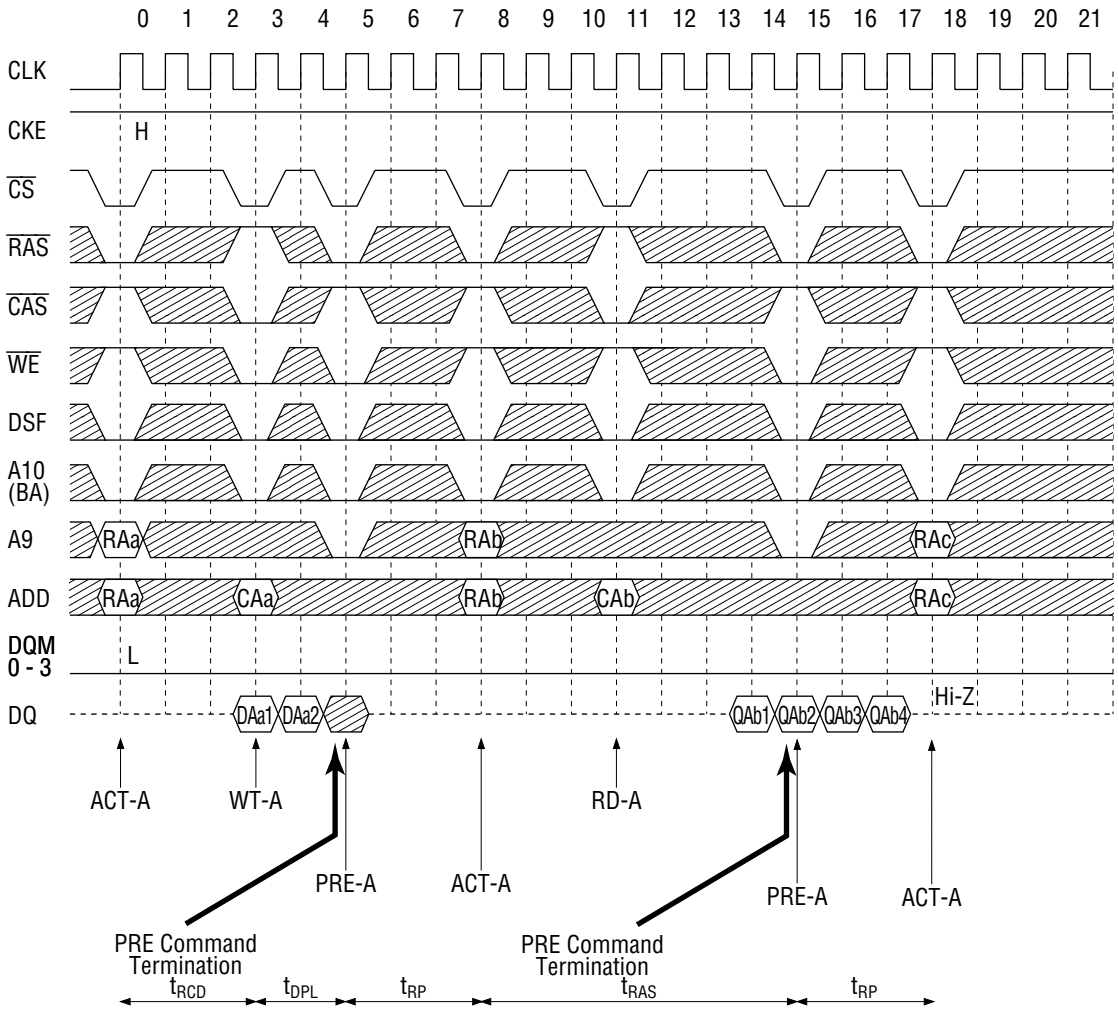 0 1 2 3 4 5 6 7 8 9 10 11 12 13 14 15 16 17 18 19 20 21
CLK
CKE H
CS
RAS
CAS
WE
DSF
A10
(BA)
A9 RAa RAb RAc
ADD RAa CAa RAb CAb RAc
DQM
0 - 3 L
DQ DAa1 DAa2 QAb1 QAb2 QAb3 QAb4 Hi-Z
ACT-A WT-A RD-A
PRE-A ACT-A PRE-A ACT-A
PRE Command
Termination
PRE Command
Termination
tRCD tDPL tRP tRAS tRP